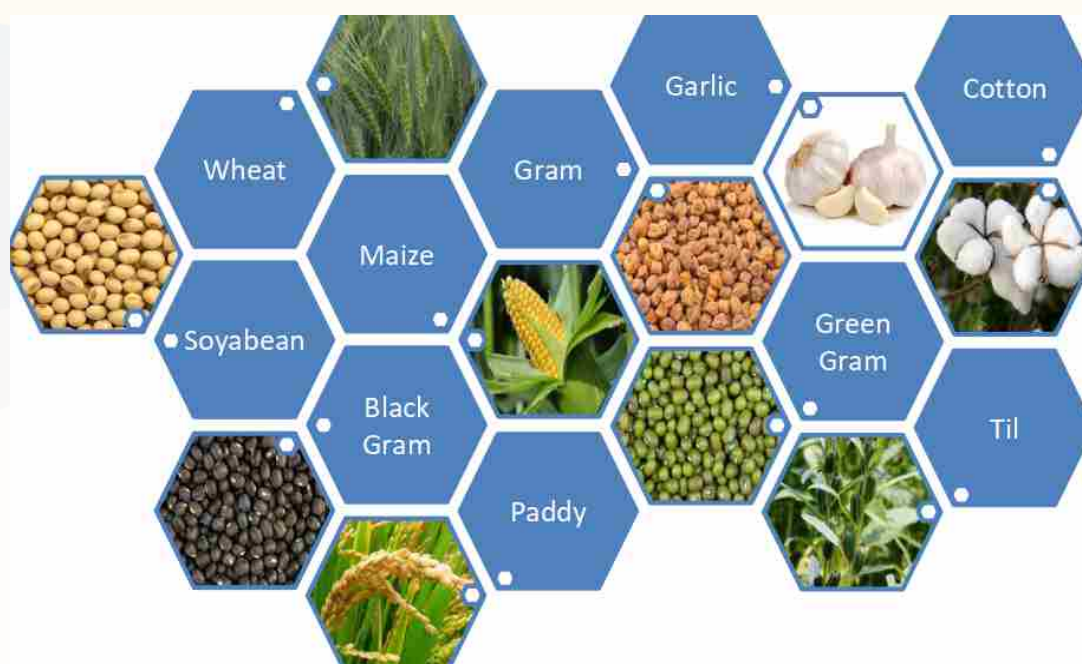 Garlic
Cotton
Wheat
Gram
Maize
Soyabean
Green
Gram
Black
Gram
Til
Paddy